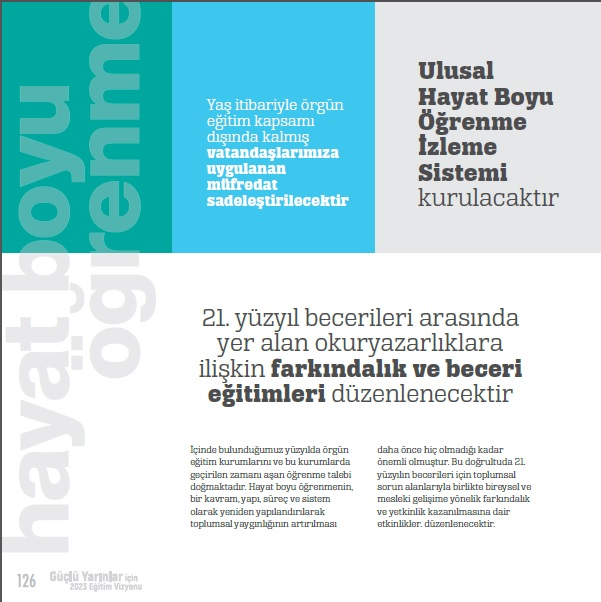 hayat boyu
öğrenme
Yaş itibariyle örgün
eğitim kapsamı
dışında kalmış
vatandaşlarımıza
uygulanan
müfredat
sadeleştirilecektir
Ulusal
Hayat Boyu
Öğrenme
İzleme
Sistemi
kurulacaktır
21. yüzyıl becerileri arasında
yer alan okuryazarlıklara
ilişkin farkındalık ve beceri
eğitimleri düzenlenecektir
İçinde bulunduğumuz yüzyılda örgün
eğitim kurumlarını ve bu kurumlarda
geçirilen zamanı aşan öğrenme talebi
doğmaktadır. Hayat boyu öğrenmenin,
bir kavram, yapı, süreç ve sistem
olarak yeniden yapılandırılarak
toplumsal yaygınlığının artırılması
daha önce hiç olmadığı kadar
önemli olmuştur. Bu doğrultuda 21.
yüzyılın becerileri için toplumsal
sorun alanlarıyla birlikte bireysel ve
mesleki gelişime yönelik farkındalık
ve yetkinlik kazanılmasına dair
etkinlikler. düzenlenecektir.
126
Güçlü Yarınlar için
2023 Eğitim Vizyonu